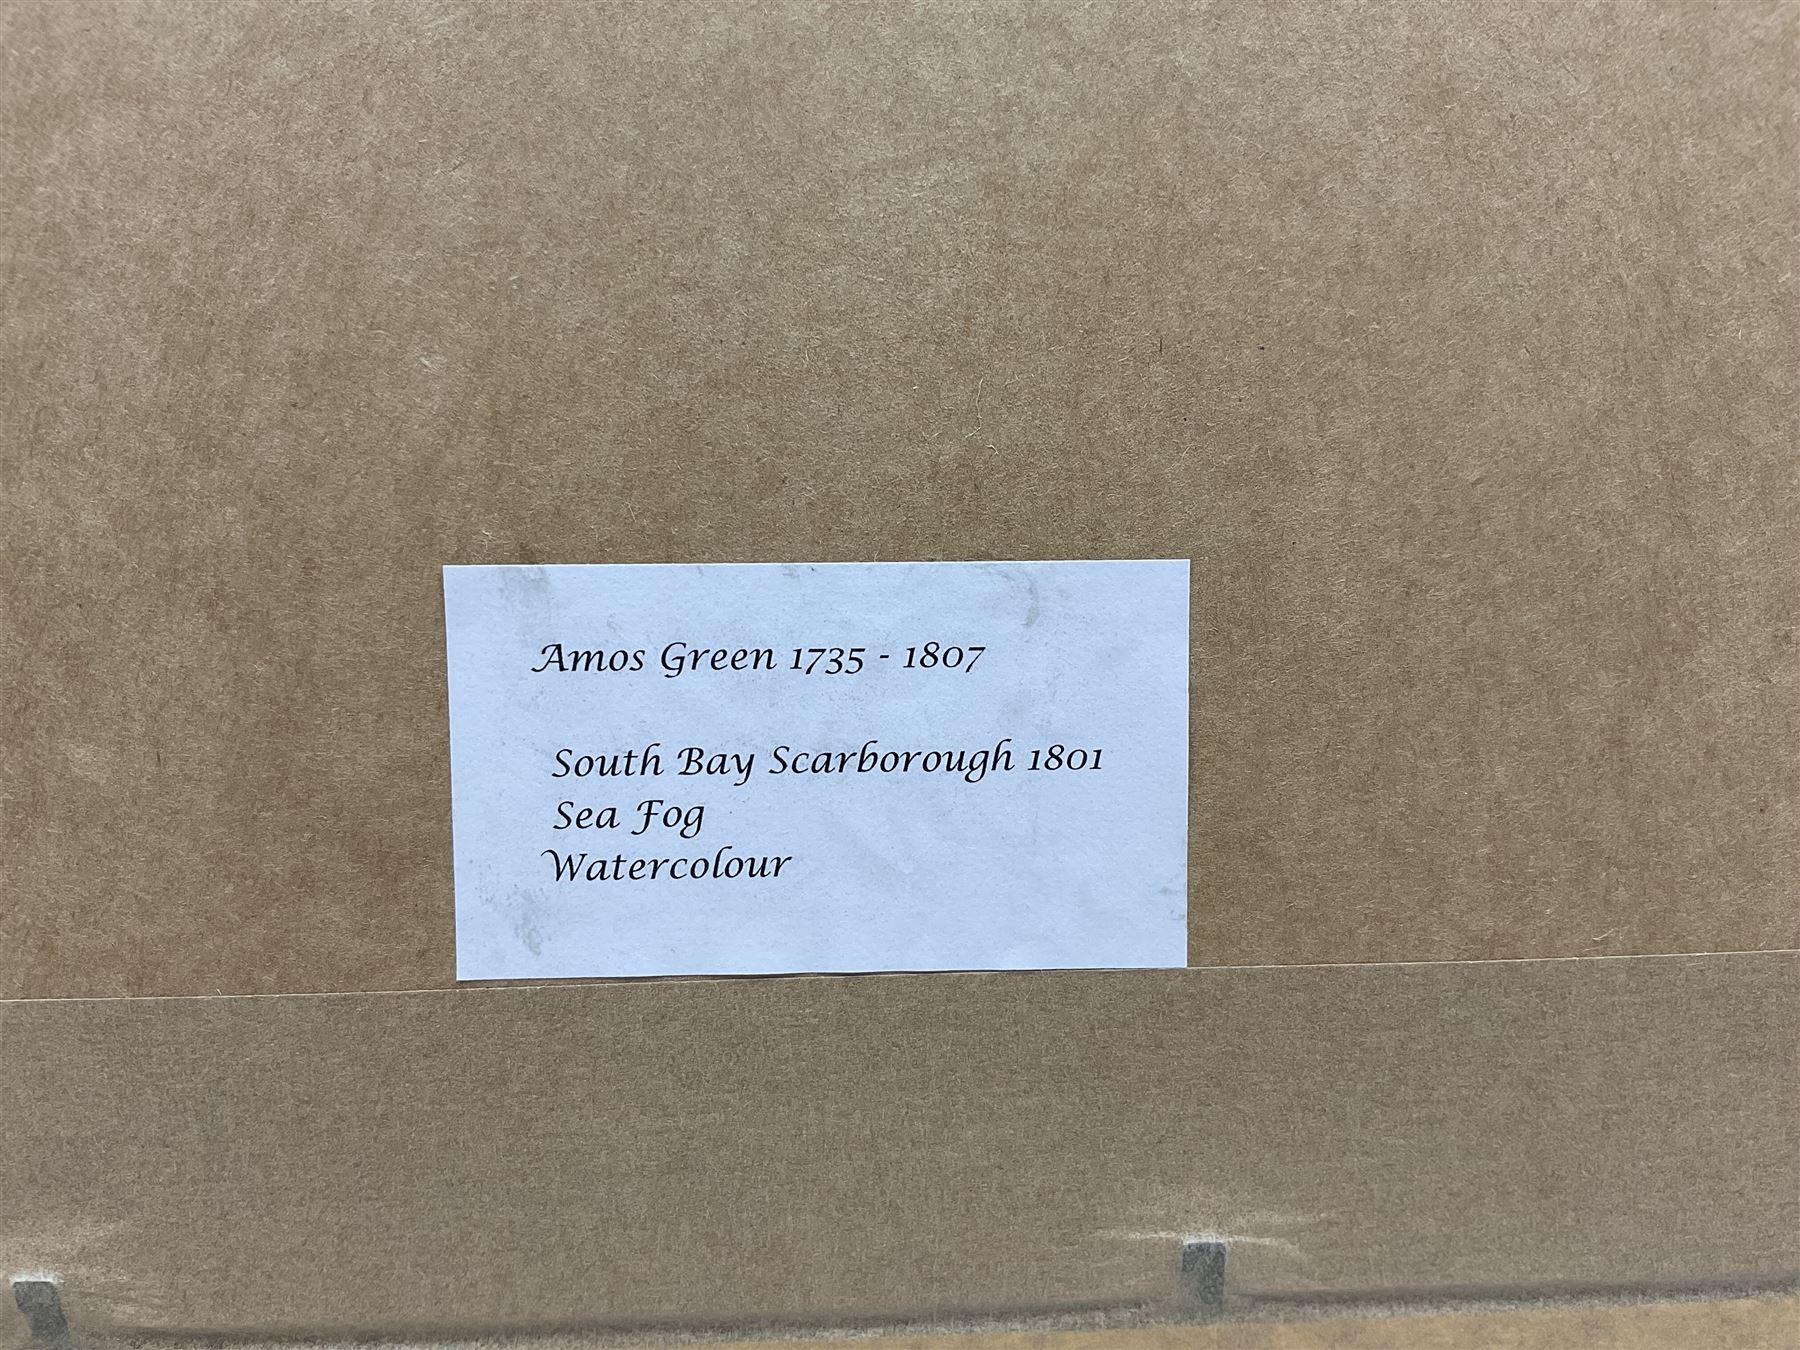 Amos Green 1735 - 1807
South Bay Scarborough 1801
Sea Fog
Watercolour